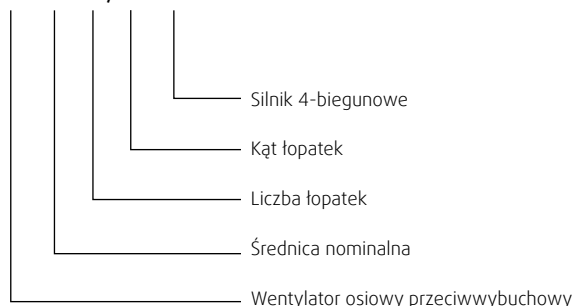 Silnik 4-biegunowe
Kąt łopatek
Liczba łopatek
Średnica nominalna
Wentylator osiowy przeciwwybuchowy